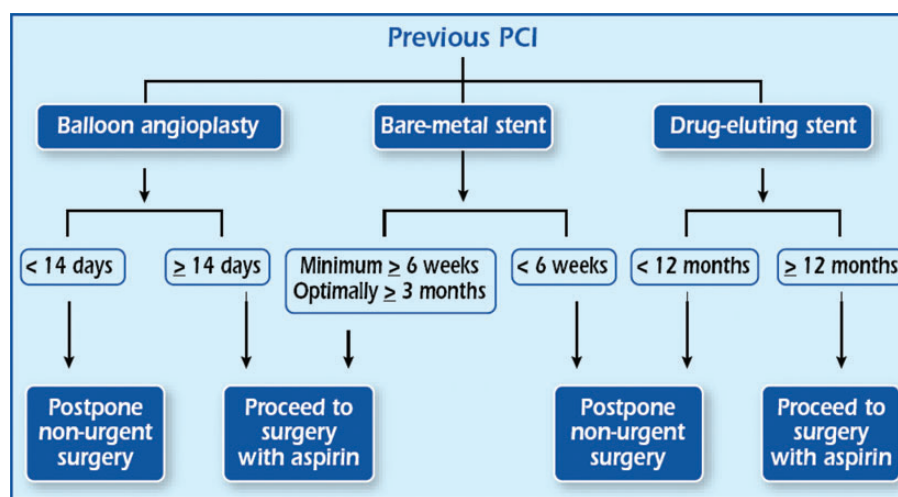 Previous PCI
Balloon angioplasty
Bare-metal stent
Drug-eluting stent
< 14 days
≥ 14 days
Minimum ≥ 6 weeks
Optimally ≥ 3 months
< 6 weeks
< 12 months
≥ 12 months
Postpone
non-urgent
surgery
Proceed to
surgery
with aspirin
Postpone
non-urgent
surgery
Proceed to
surgery
with aspirin